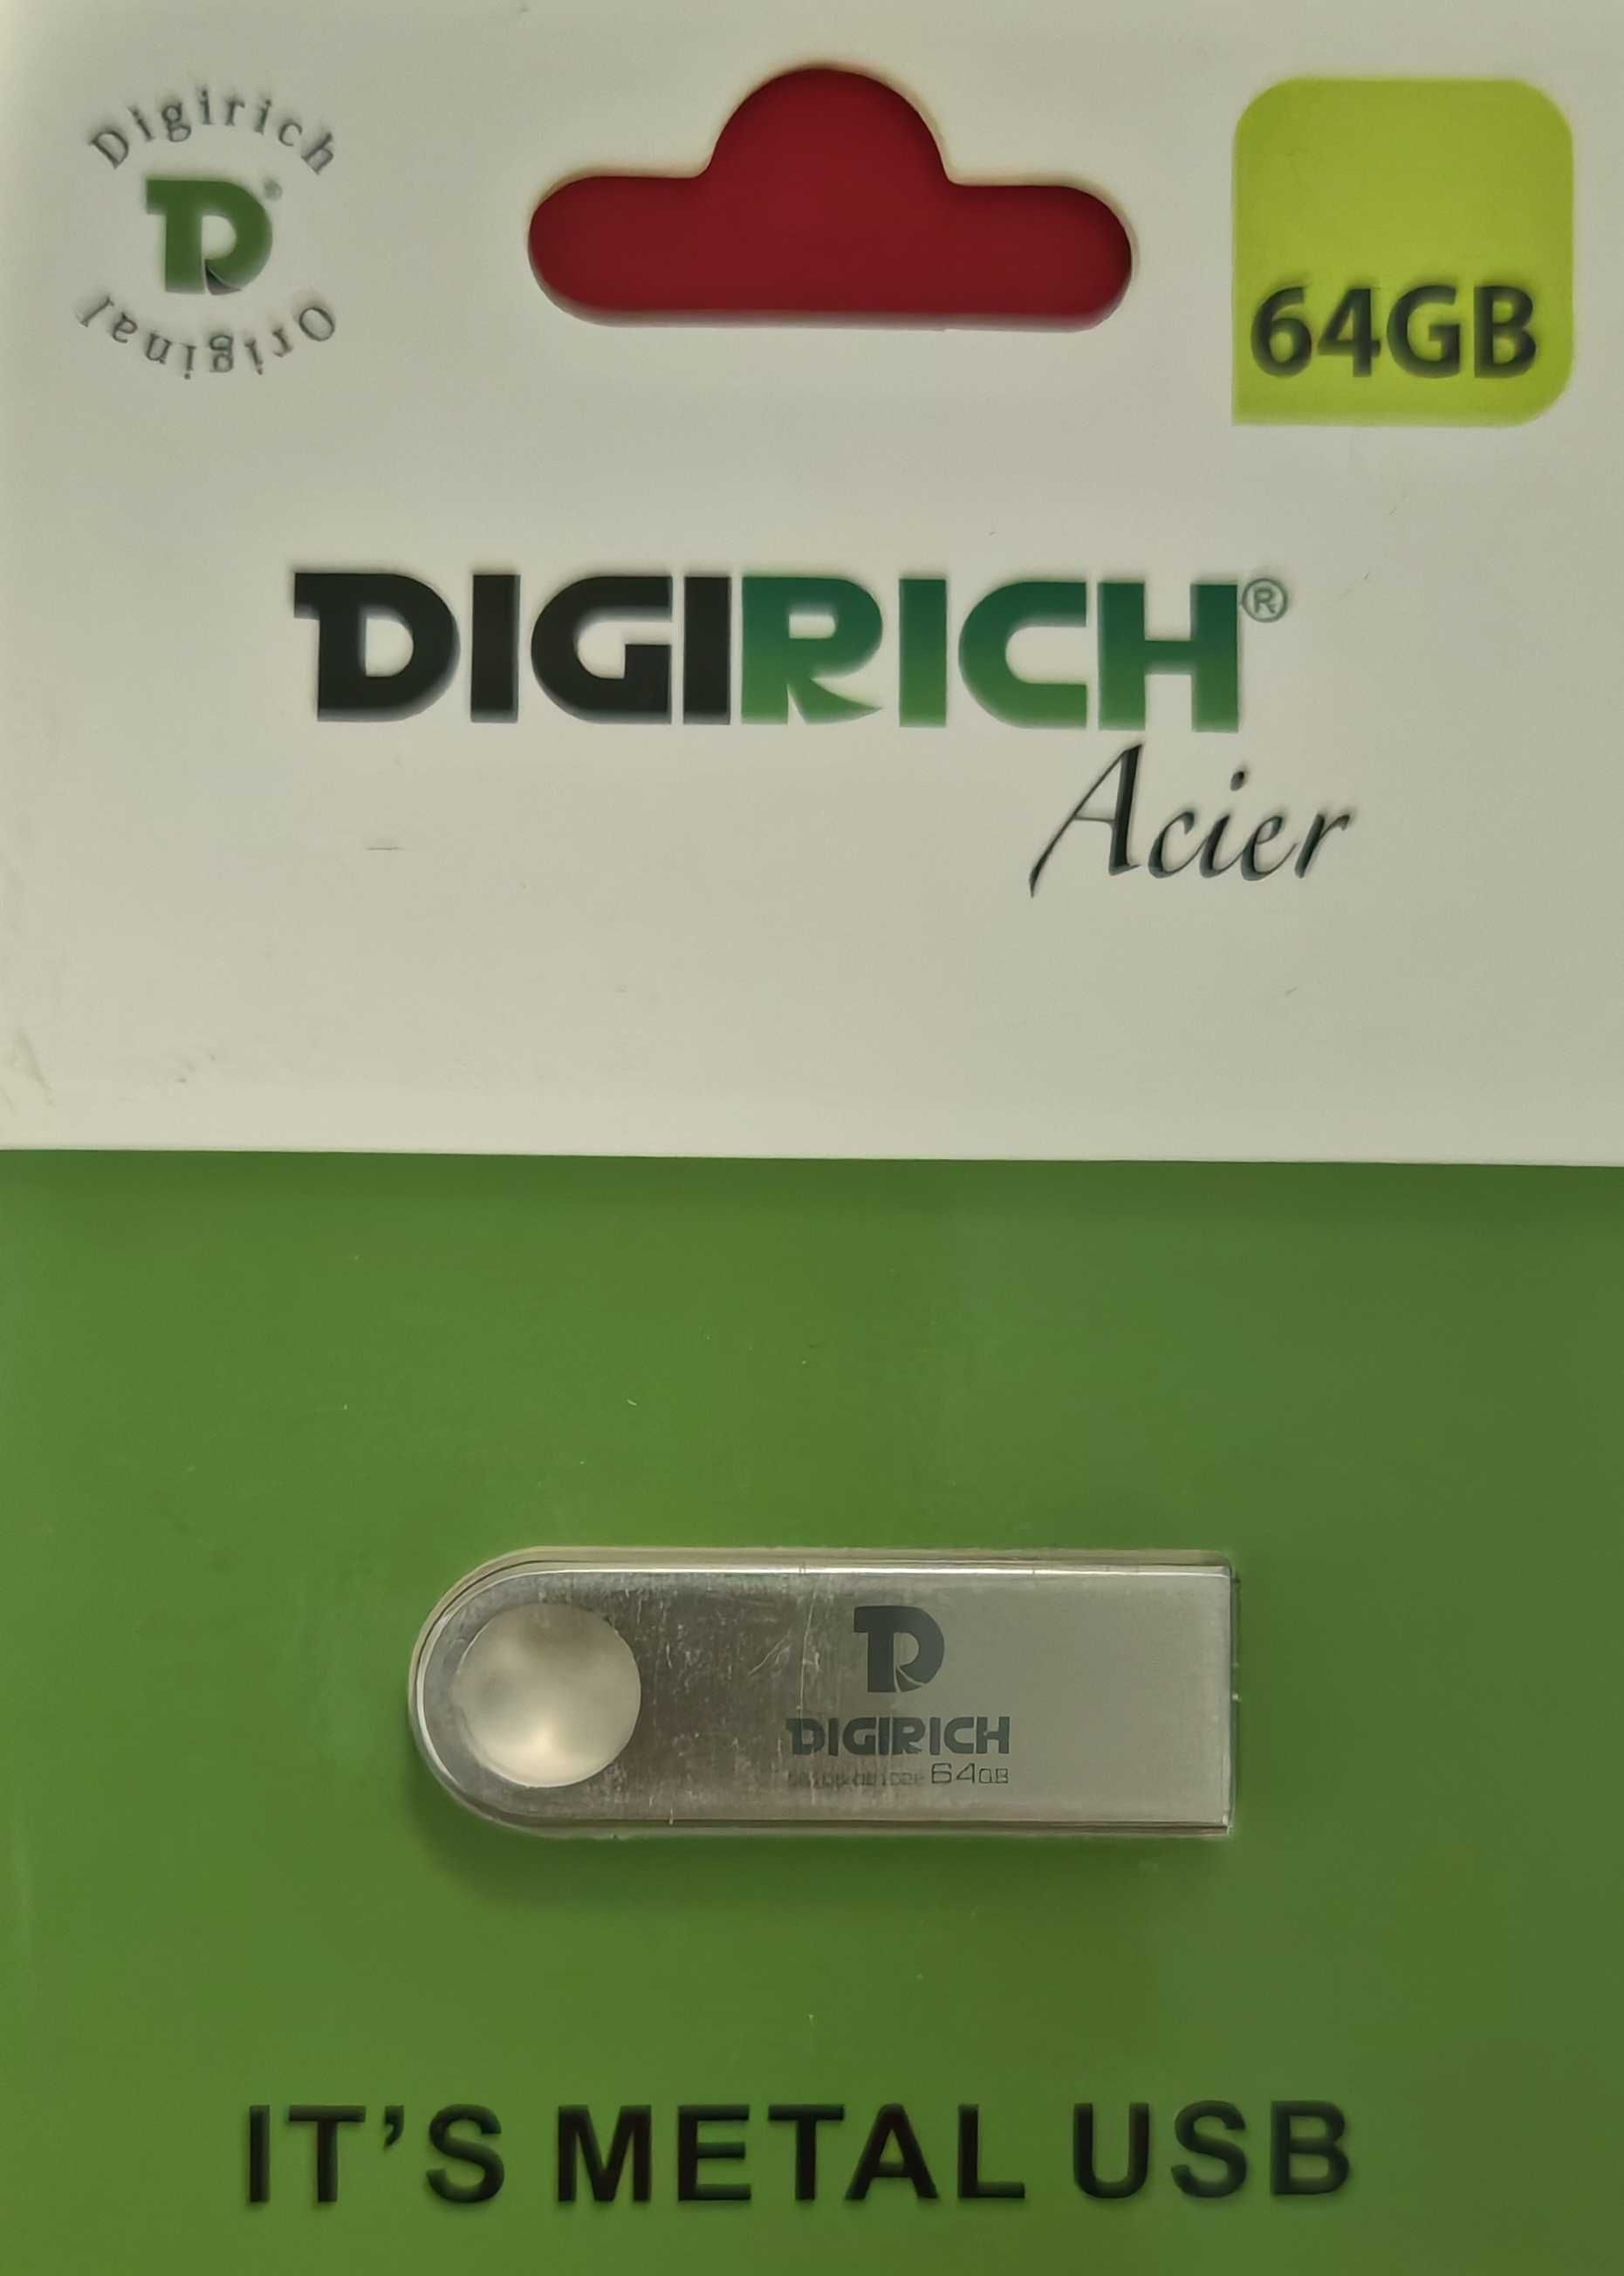 Digirich
D®
Original
64GB
DIGIRICH®
Acier
D
DIGIRICH
64GB
IT'S METAL USB